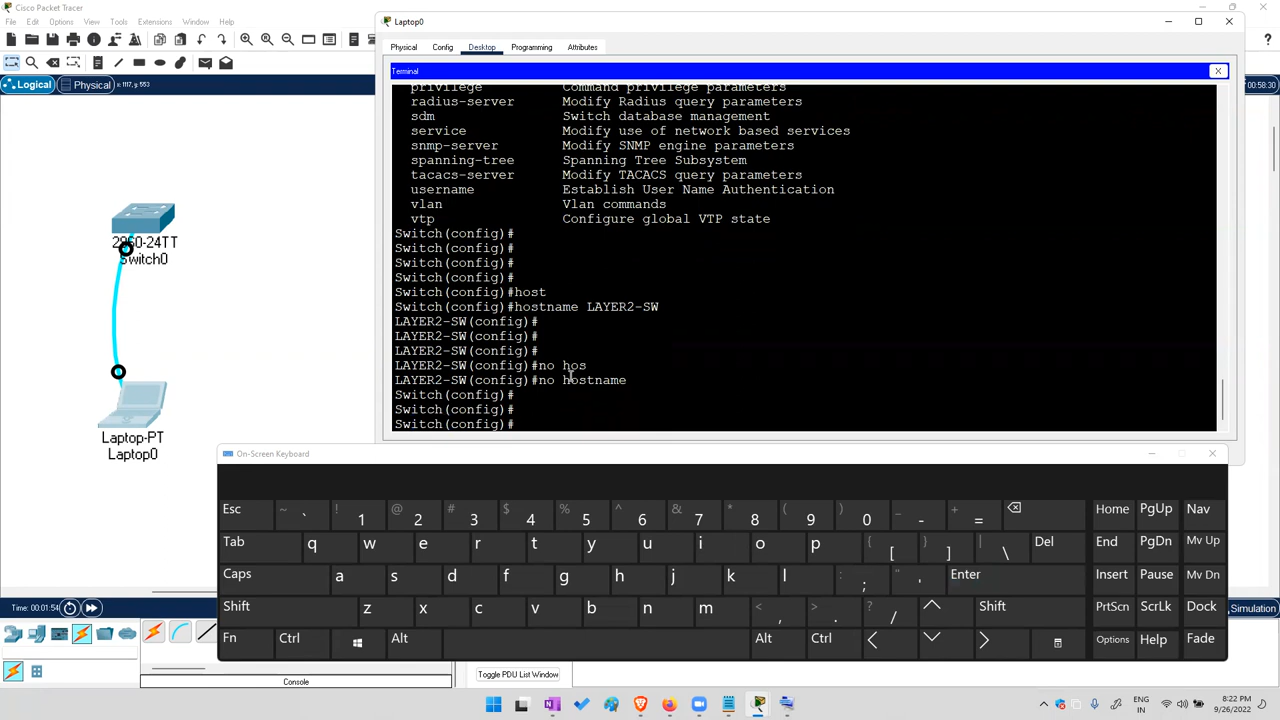 Cisco Packet Tracer
File Edit Options View Tools Extensions Window Help
Logical Physical x: 1117, y: 553
00:58:30
Laptop0
Physical Config Desktop Programming Attributes
Terminal
X
privilege Command privilege parameters
radius-server Modify Radius query parameters
sdm Switch database management
service Modify use of network based services
snmp-server Modify SNMP engine parameters
spanning-tree Spanning Tree Subsystem
tacacs-server Modify TACACS query parameters
username Establish User Name Authentication
vlan Vlan commands
vtp Configure global VTP state
Switch(config)#
Switch(config)#
Switch(config)#
Switch(config)#
Switch(config)#host
Switch(config)#hostname LAYER2-SW
LAYER2-SW(config)#
LAYER2-SW(config)#
LAYER2-SW(config)#
LAYER2-SW(config)#no hos
LAYER2-SW(config)#no hostname
Switch(config)#
Switch(config)#
Switch(config)#
2960-24TT
Switch0
Laptop-PT
Laptop0
On-Screen Keyboard
Esc ~ ` ! 1 @ 2 # 3 $ 4 % 5 ^ 6 & 7 * 8 ( 9 ) 0 _ - + = Home PgUp Nav
Tab q w e r t y u i o p { [ } ] | \ Del End PgDn Mv Up
Caps a s d f g h j k l : ; " ' Enter Insert Pause Mv Dn
Shift z x c v b n m < , > . ? / Shift PrtScn ScrLk Dock
Fn Ctrl Alt Alt Ctrl Options Help Fade
Time: 00:01:54
Simulation
Toggle PDU List Window
Console
ENG
IN
8:22 PM
9/26/2022